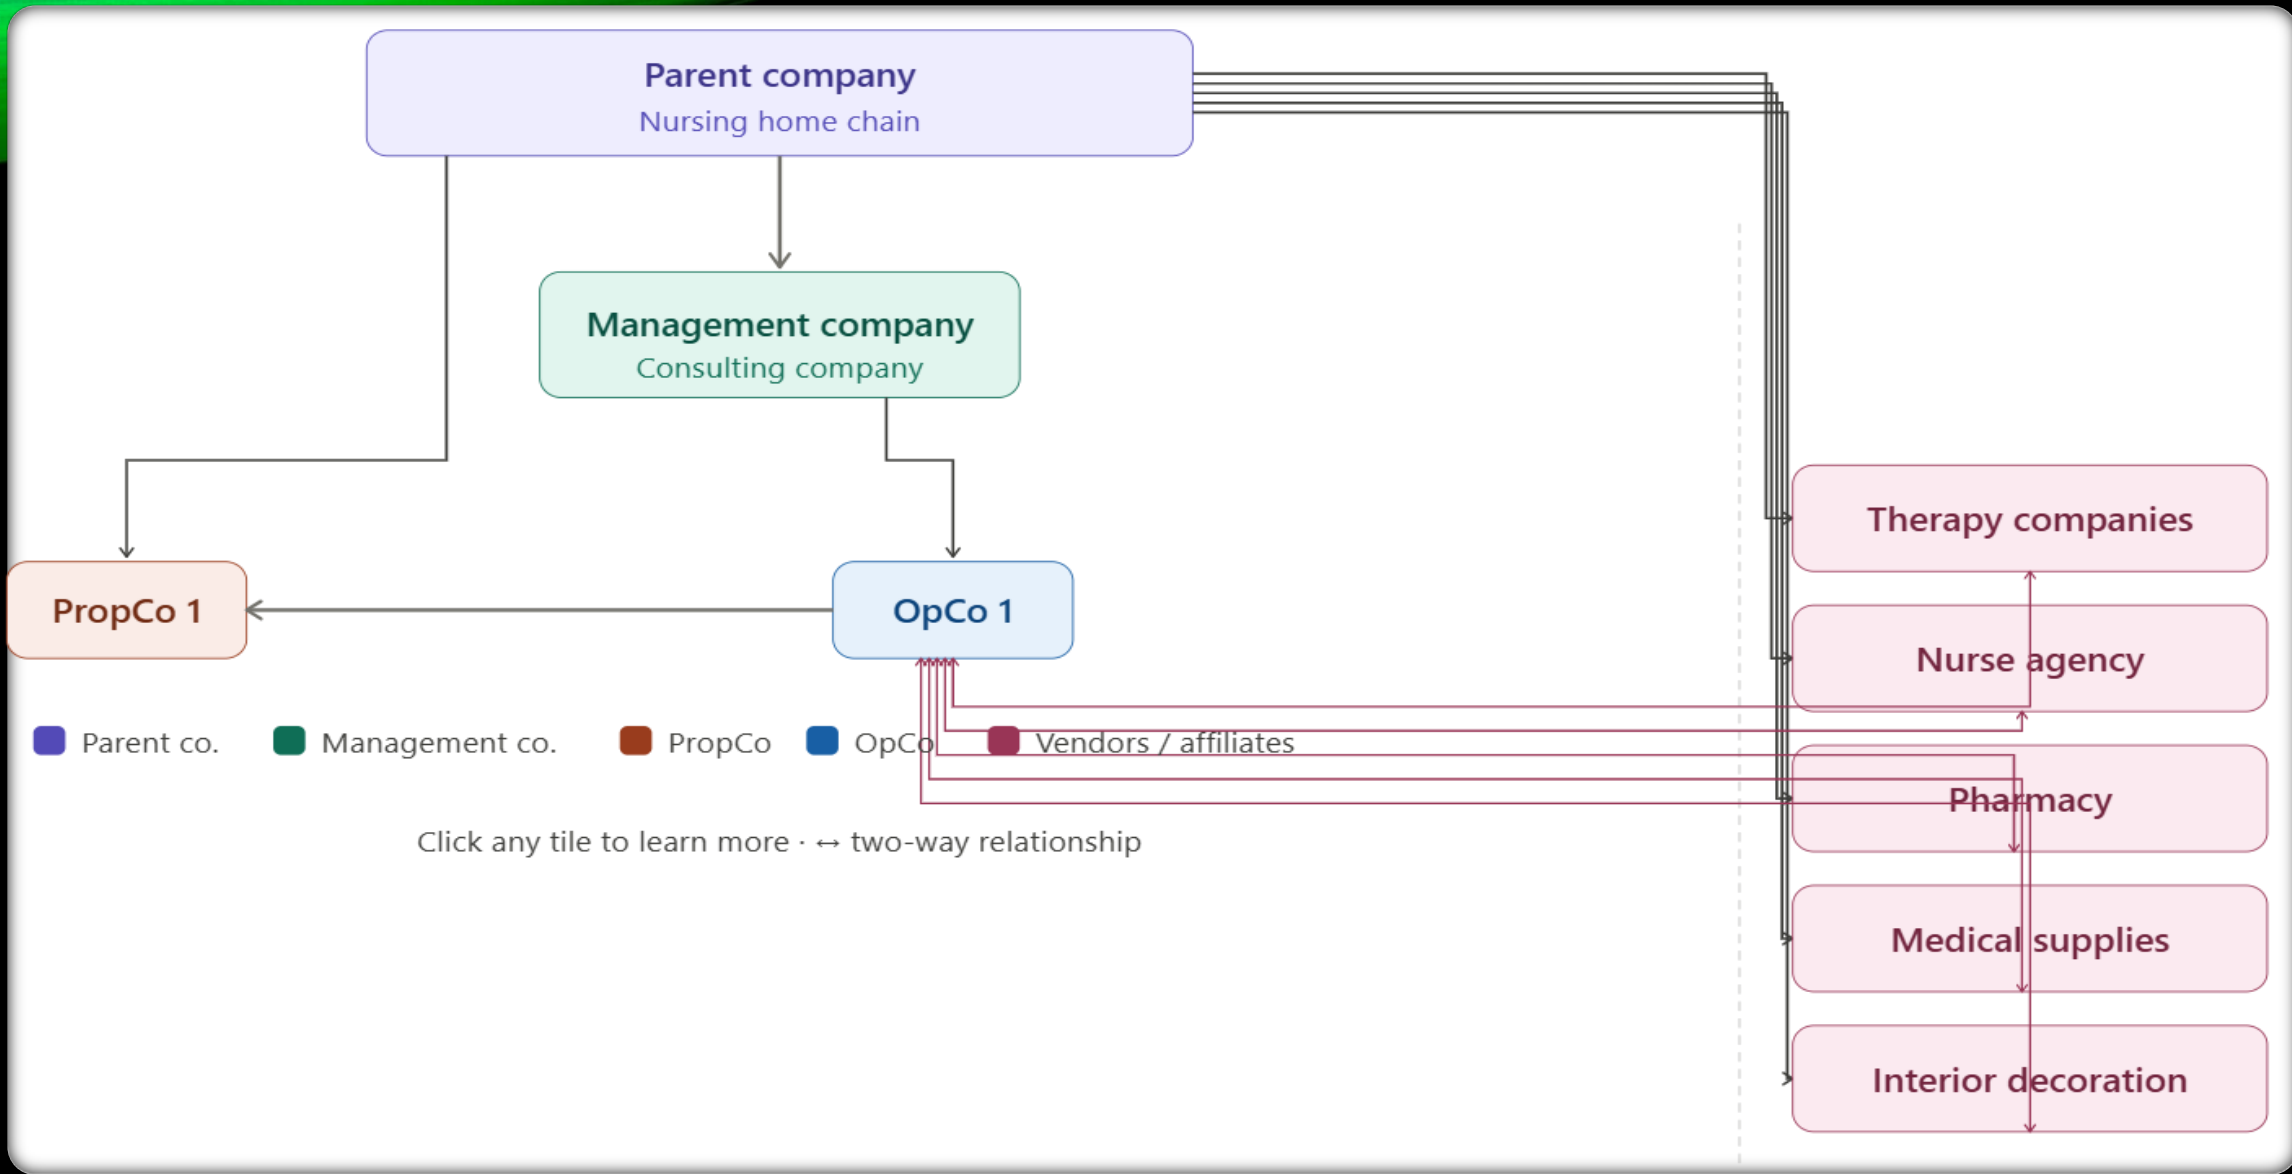 Parent company
Nursing home chain
Management company
Consulting company
PropCo 1
OpCo 1
Therapy companies
Nurse agency
Pharmacy
Medical supplies
Interior decoration
Parent co.
Management co.
PropCo
OpCo
Vendors / affiliates
Click any tile to learn more · ↔ two-way relationship